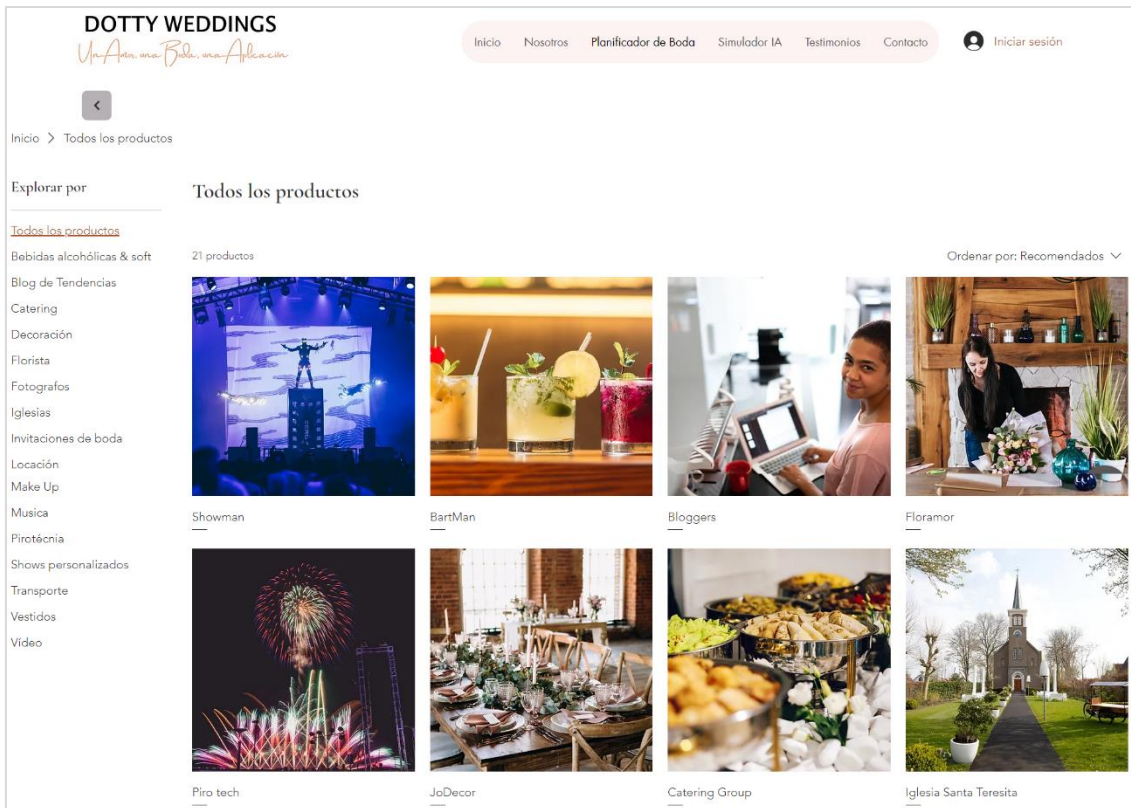 DOTTY WEDDINGS
Un Amor, una Boda, una Aplicación
Inicio Nosotros Planificador de Boda Simulador IA Testimonios Contacto
Iniciar sesión
Inicio > Todos los productos
Explorar por
Todos los productos
Bebidas alcohólicas & soft
Blog de Tendencias
Catering
Decoración
Florista
Fotografos
Iglesias
Invitaciones de boda
Locación
Make Up
Musica
Pirotécnia
Shows personalizados
Transporte
Vestidos
Vídeo
Todos los productos
21 productos
Ordenar por: Recomendados
Showman
BartMan
Bloggers
Floramor
Piro tech
JoDecor
Catering Group
Iglesia Santa Teresita